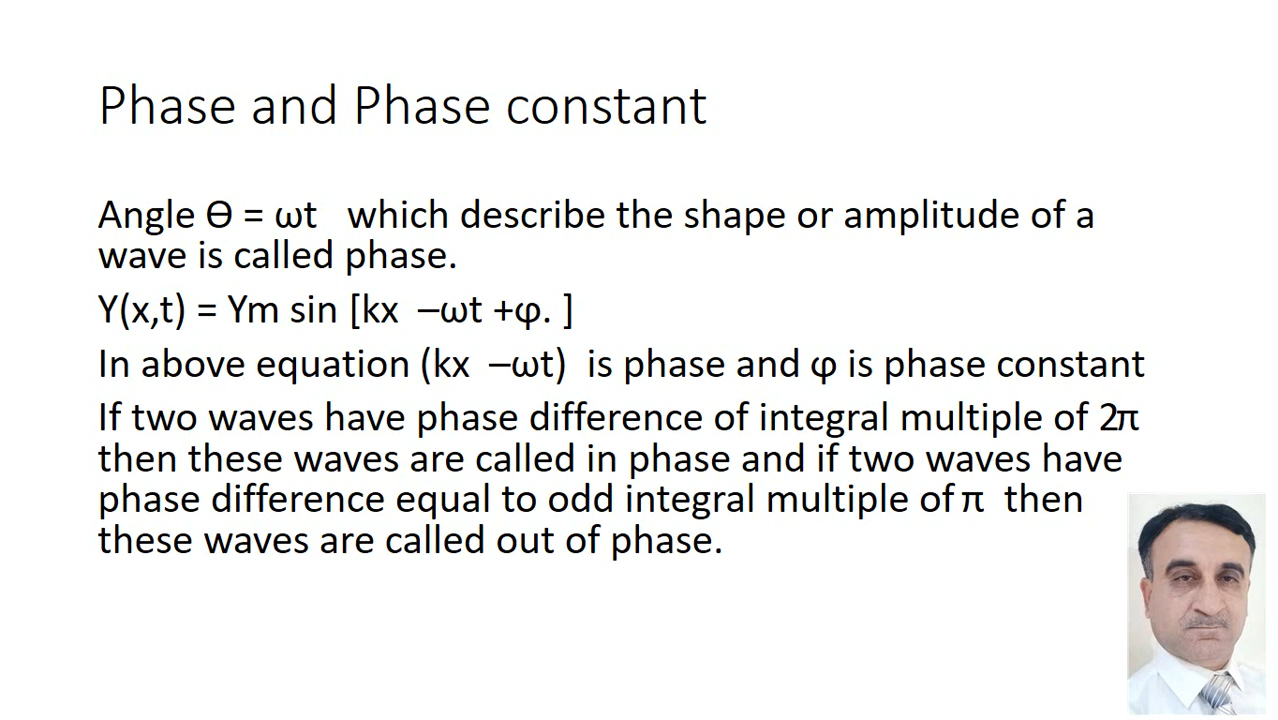 Phase and Phase constant
Angle Ɵ = ωt which describe the shape or amplitude of a
wave is called phase.
Y(x,t) = Ym sin [kx –ωt +φ. ]
In above equation (kx –ωt) is phase and φ is phase constant
If two waves have phase difference of integral multiple of 2π
then these waves are called in phase and if two waves have
phase difference equal to odd integral multiple of π then
these waves are called out of phase.